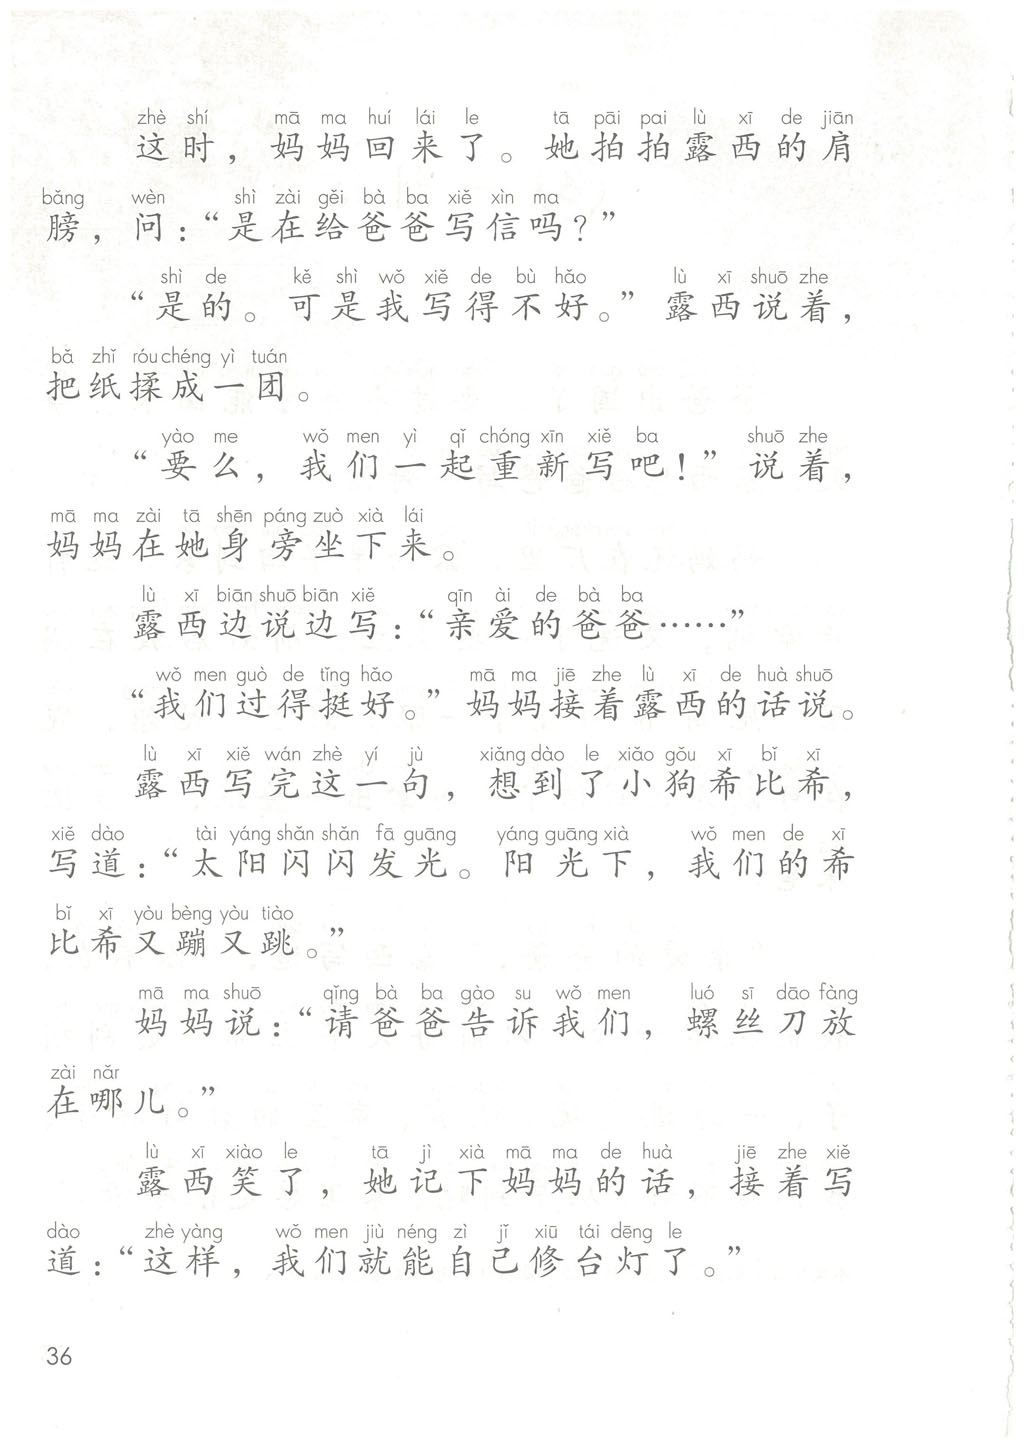 zhè shí mā ma huí lái le tā pāi pai lù xī de jiān
这时，妈妈回来了。她拍拍露西的肩
bǎng wèn shì zài gěi bà ba xiě xìn ma
膀，问：“是在给爸爸写信吗？”
shì de kě shì wǒ xiě de bù hǎo lù xī shuō zhe
“是的。可是我写得不好。”露西说着，
bǎ zhǐ róu chéng yì tuán
把纸揉成一团。
yào me wǒ men yì qǐ chóng xīn xiě ba shuō zhe
“要么，我们一起重新写吧！”说着，
mā ma zài tā shēn páng zuò xià lái
妈妈在她身旁坐下来。
lù xī biān shuō biān xiě qīn ài de bà ba
露西边说边写：“亲爱的爸爸……”
wǒ men guò de tǐng hǎo mā ma jiē zhe lù xī de huà shuō
“我们过得挺好。”妈妈接着露西的话说。
lù xī xiě wán zhè yí jù xiǎng dào le xiǎo gǒu xī bǐ xī
露西写完这一句，想到了小狗希比希，
xiě dào tài yáng shǎn shǎn fā guāng yáng guāng xià wǒ men de xī
写道：“太阳闪闪发光。阳光下，我们的希
bǐ xī yòu bèng yòu tiào
比希又蹦又跳。”
mā ma shuō qǐng bà ba gào su wǒ men luó sī dāo fàng
妈妈说：“请爸爸告诉我们，螺丝刀放
zài nǎr
在哪儿。”
lù xī xiào le tā jì xià mā ma de huà jiē zhe xiě
露西笑了，她记下妈妈的话，接着写
dào zhè yàng wǒ men jiù néng zì jǐ xiū tái dēng le
道：“这样，我们就能自己修台灯了。”
36